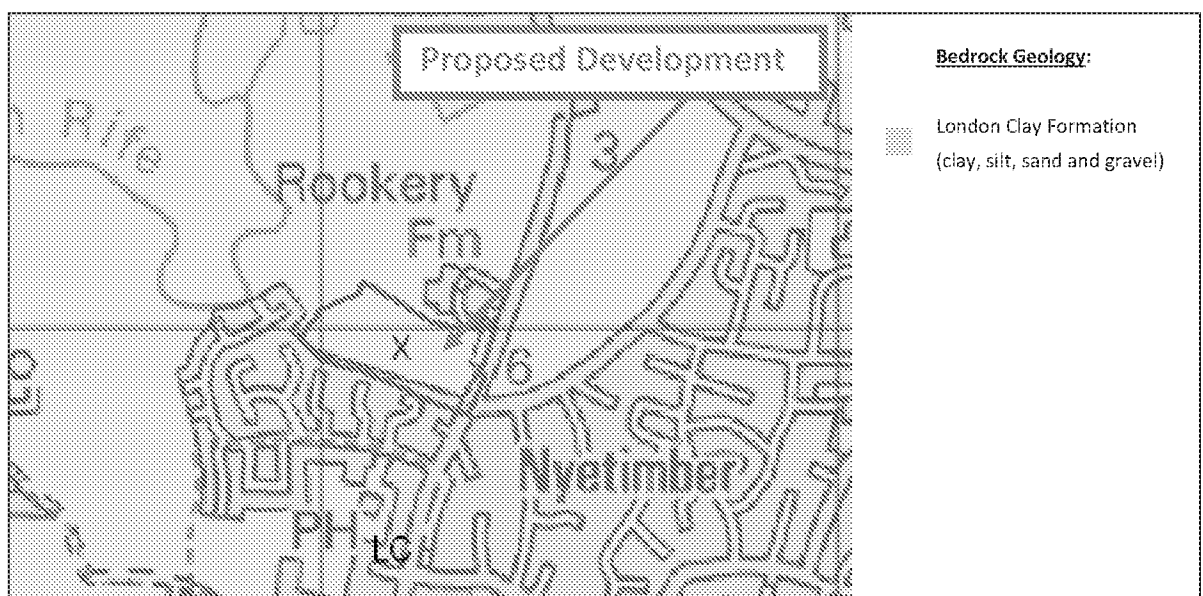 Proposed Development
Bedrock Geology:
London Clay Formation
(clay, silt, sand and gravel)
Rife
3
Rookery
Fm
X
6
Nyetimber
PH
LC